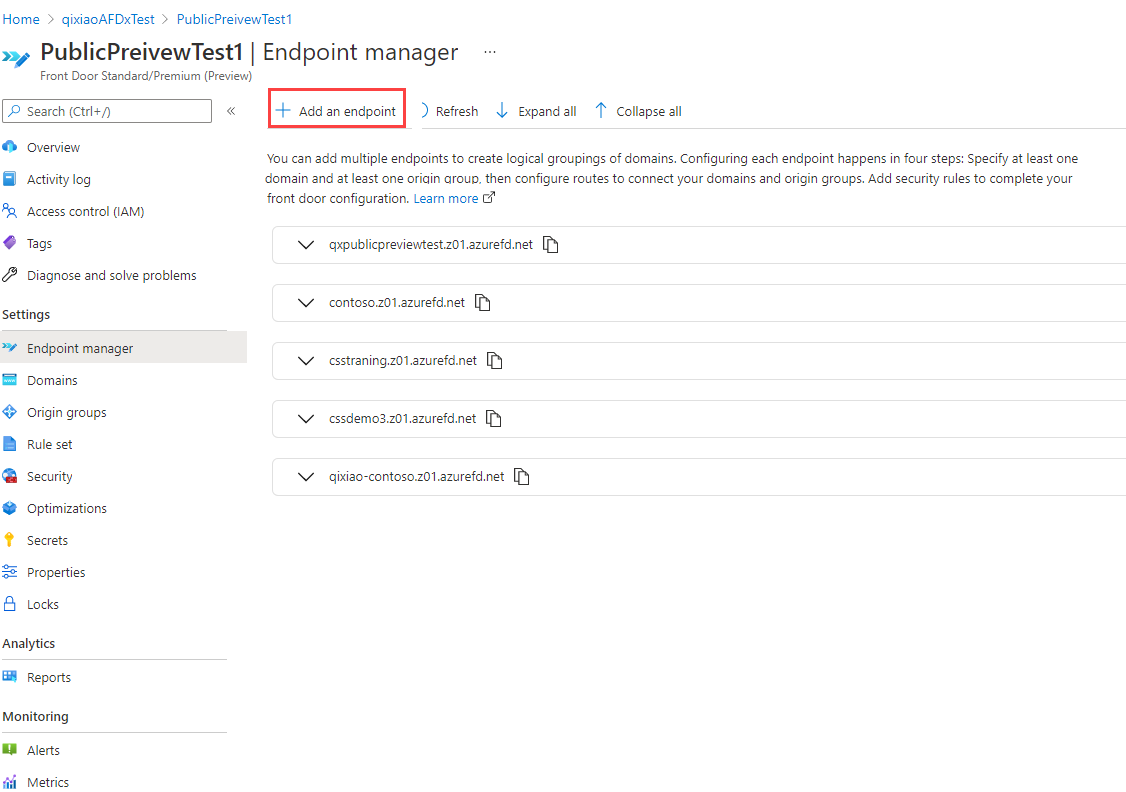 Home > qixiaoAFDxTest > PublicPreivewTest1
PublicPreivewTest1 | Endpoint manager ...
Front Door Standard/Premium (Preview)
Search (Ctrl+/) «
Add an endpoint Refresh Expand all Collapse all
Overview
Activity log
Access control (IAM)
Tags
Diagnose and solve problems
Settings
Endpoint manager
Domains
Origin groups
Rule set
Security
Optimizations
Secrets
Properties
Locks
Analytics
Reports
Monitoring
Alerts
Metrics
You can add multiple endpoints to create logical groupings of domains. Configuring each endpoint happens in four steps: Specify at least one
domain and at least one origin group, then configure routes to connect your domains and origin groups. Add security rules to complete your
front door configuration. Learn more
qxpublicpreviewtest.z01.azurefd.net
contoso.z01.azurefd.net
csstraning.z01.azurefd.net
cssdemo3.z01.azurefd.net
qixiao-contoso.z01.azurefd.net